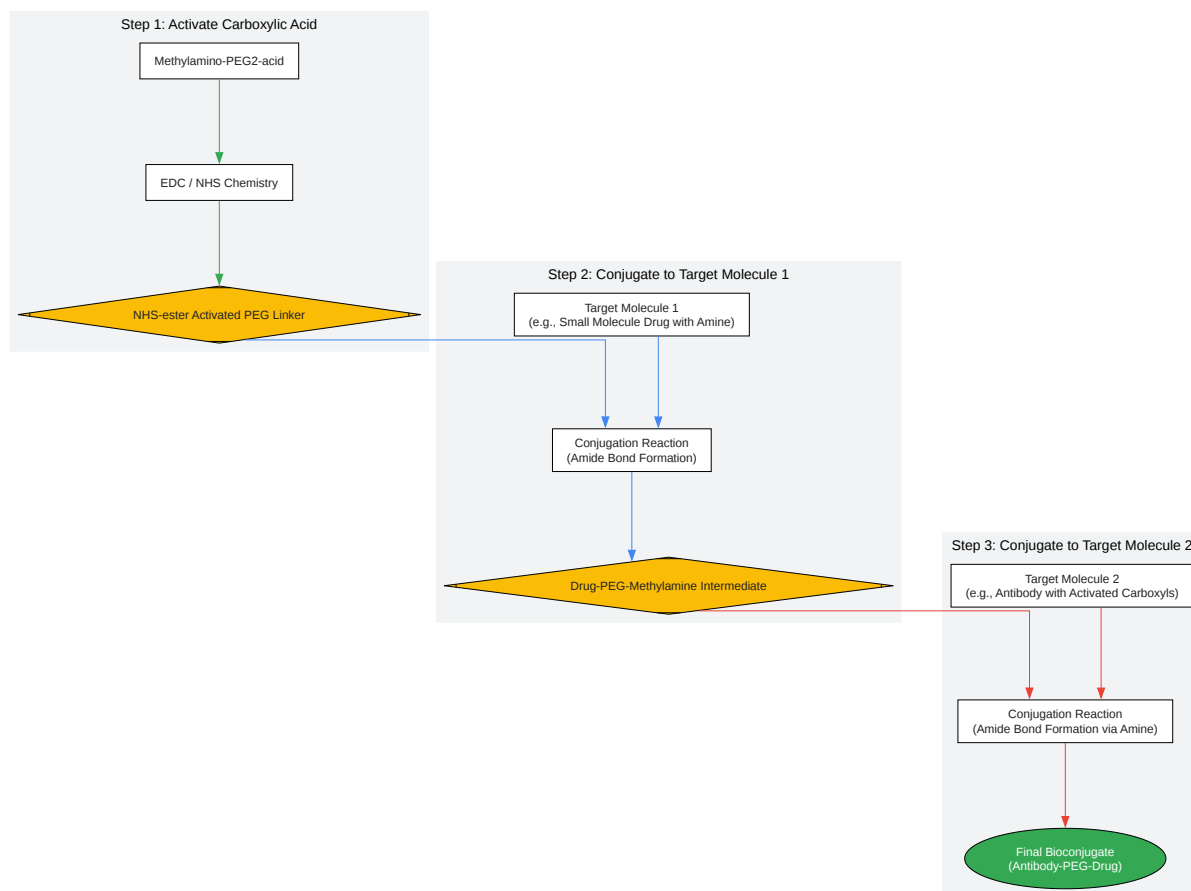 Step 1: Activate Carboxylic Acid
Methylamino-PEG2-acid
EDC / NHS Chemistry
NHS-ester Activated PEG Linker
Step 2: Conjugate to Target Molecule 1
Target Molecule 1
(e.g., Small Molecule Drug with Amine)
Conjugation Reaction
(Amide Bond Formation)
Drug-PEG-Methylamine Intermediate
Step 3: Conjugate to Target Molecule 2
Target Molecule 2
(e.g., Antibody with Activated Carboxyls)
Conjugation Reaction
(Amide Bond Formation via Amine)
Final Bioconjugate
(Antibody-PEG-Drug)